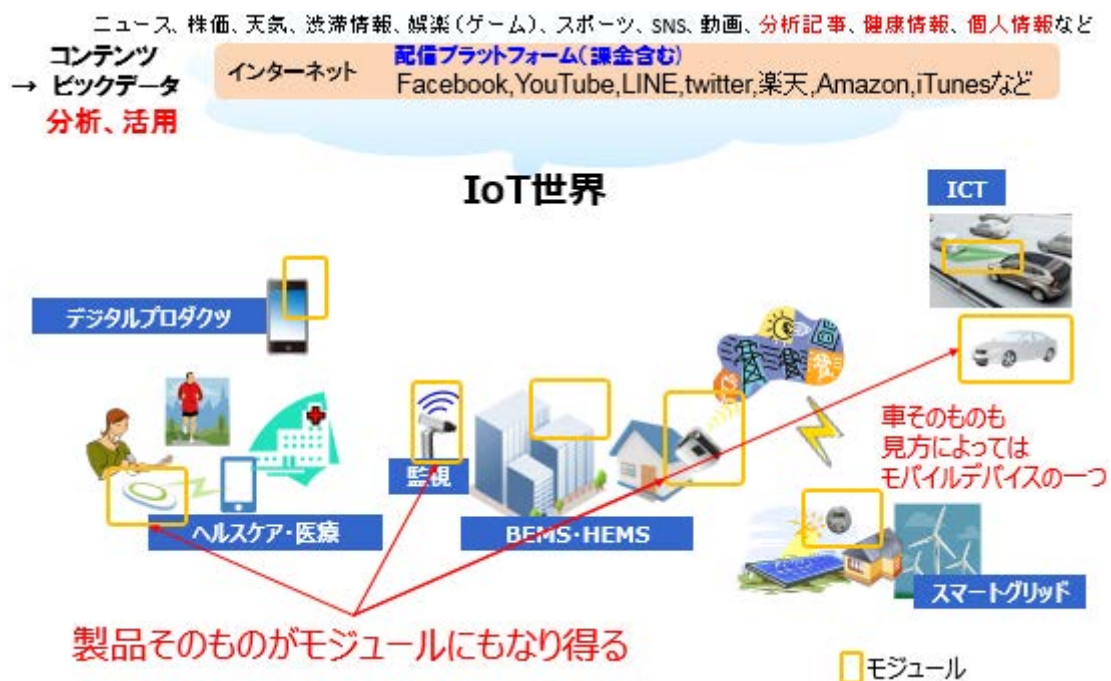 ニュース、株価、天気、渋滞情報、娯楽(ゲーム)、スポーツ、SNS、動画、分析記事、健康情報、個人情報など
コンテンツ
→ ビックデータ
分析、活用
インターネット
配信プラットフォーム(課金含む)
Facebook,YouTube,LINE,twitter,楽天,Amazon,iTunesなど
IoT世界
ICT
デジタルプロダクツ
車そのものも
見方によっては
モバイルデバイスの一つ
監視
ヘルスケア・医療
BEMS・HEMS
スマートグリッド
製品そのものがモジュールにもなり得る
モジュール